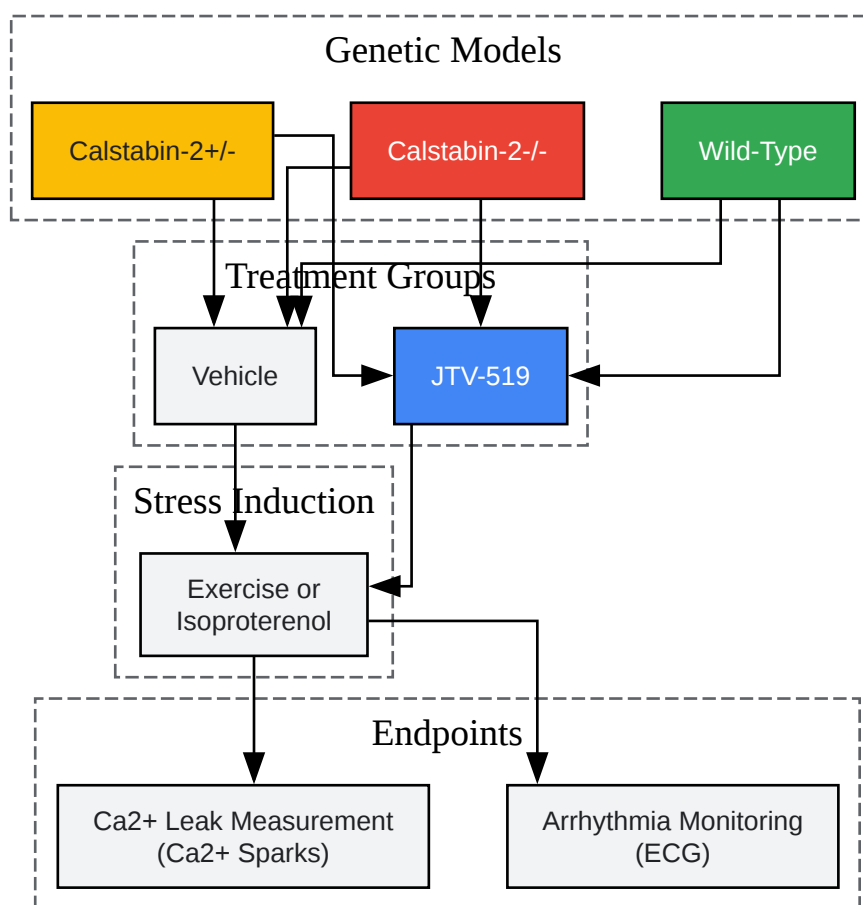 Genetic Models
Calstabin-2+/-
Calstabin-2-/-
Wild-Type
Treatment Groups
Vehicle
JTV-519
Stress Induction
Exercise or
Isoproterenol
Endpoints
Ca2+ Leak Measurement
(Ca2+ Sparks)
Arrhythmia Monitoring
(ECG)